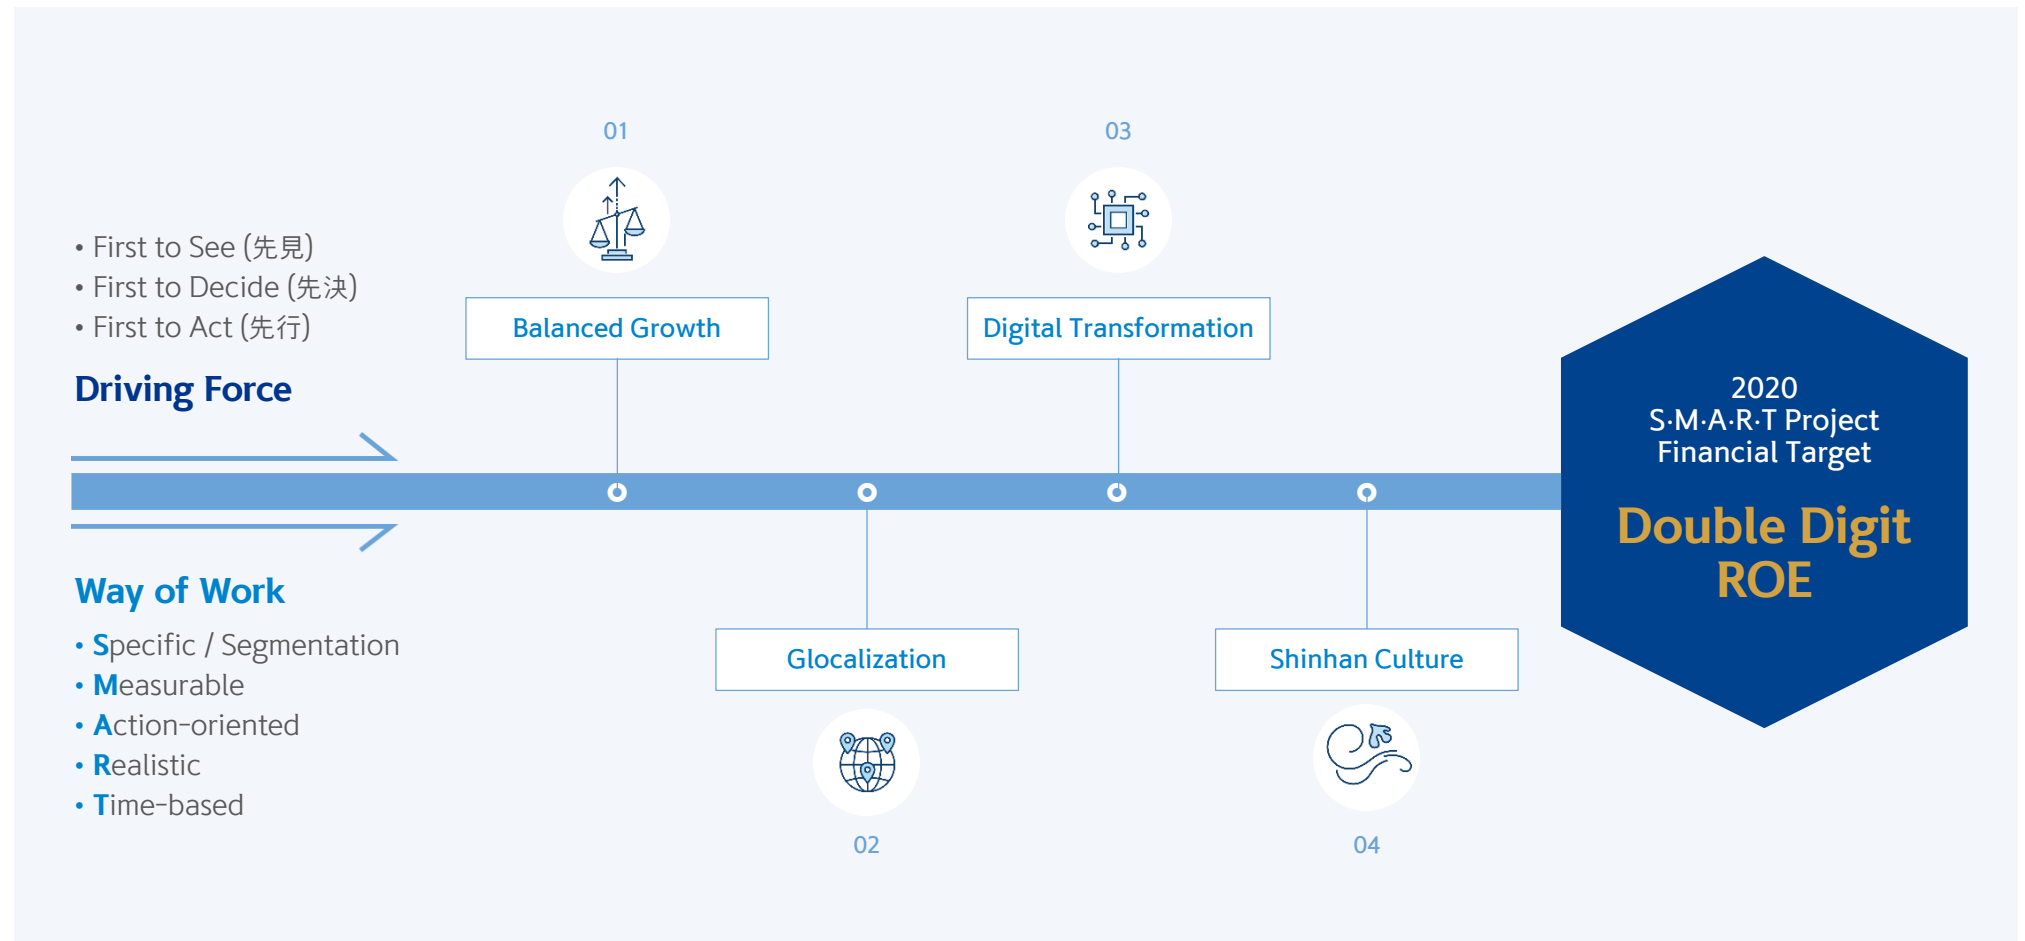 • First to See (先見)
• First to Decide (先決)
• First to Act (先行)
Driving Force
Way of Work
• Specific / Segmentation
• Measurable
• Action-oriented
• Realistic
• Time-based
01
Balanced Growth
Glocalization
02
03
Digital Transformation
Shinhan Culture
04
2020
S·M·A·R·T Project
Financial Target
Double Digit
ROE